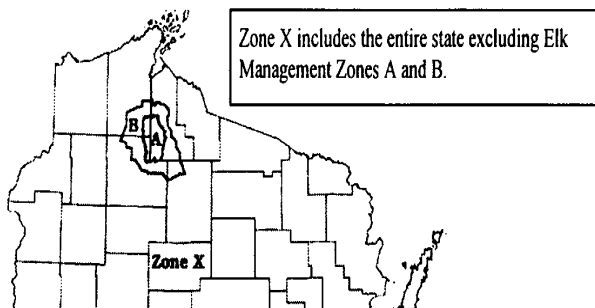 Zone X includes the entire state excluding Elk
Management Zones A and B.
B
A
Zone X